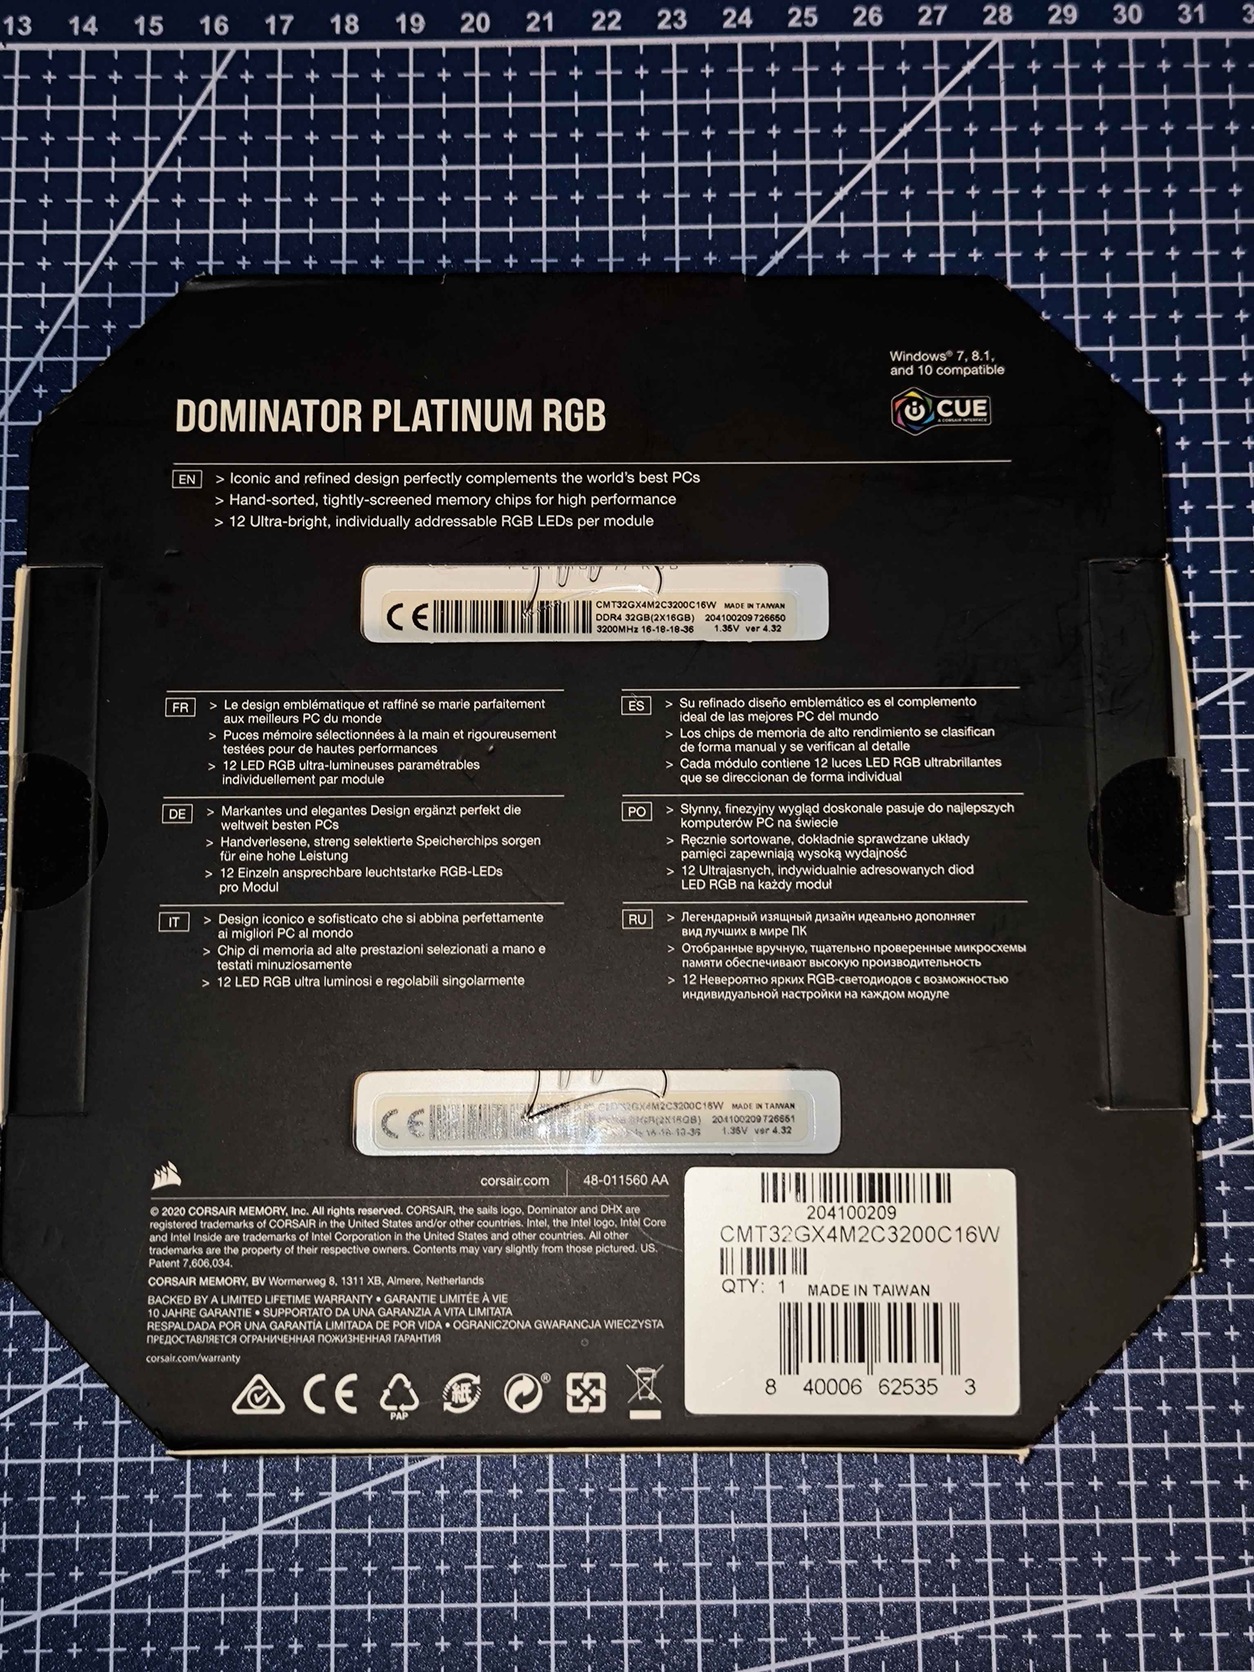 13 14 15 16 17 18 19 20 21 22 23 24 25 26 27 28 29 30 31 3
Windows® 7, 8.1,
and 10 compatible
DOMINATOR PLATINUM RGB
CUE
A CORSAIR INTERFACE
EN
> Iconic and refined design perfectly complements the world's best PCs
> Hand-sorted, tightly-screened memory chips for high performance
> 12 Ultra-bright, individually addressable RGB LEDs per module
CE
CMT32GX4M2C3200C16W MADE IN TAIWAN
DDR4 32GB(2X16GB) 204100209726650
3200MHz 16-18-18-36 1.35V ver 4.32
FR
> Le design emblématique et raffiné se marie parfaitement
aux meilleurs PC du monde
> Puces mémoire sélectionnées à la main et rigoureusement
testées pour de hautes performances
> 12 LED RGB ultra-lumineuses paramétrables
individuellement par module
ES
> Su refinado diseño emblemático es el complemento
ideal de las mejores PC del mundo
> Los chips de memoria de alto rendimiento se clasifican
de forma manual y se verifican al detalle
> Cada módulo contiene 12 luces LED RGB ultrabrillantes
que se direccionan de forma individual
DE
> Markantes und elegantes Design ergänzt perfekt die
weltweit besten PCs
> Handverlesene, streng selektierte Speicherchips sorgen
für eine hohe Leistung
> 12 Einzeln ansprechbare leuchtstarke RGB-LEDs
pro Modul
PO
> Słynny, finezyjny wygląd doskonale pasuje do najlepszych
komputerów PC na świecie
> Ręcznie sortowane, dokładnie sprawdzane układy
pamięci zapewniają wysoką wydajność
> 12 Ultrajasnych, indywidualnie adresowanych diod
LED RGB na każdy moduł
IT
> Design iconico e sofisticato che si abbina perfettamente
ai migliori PC al mondo
> Chip di memoria ad alte prestazioni selezionati a mano e
testati minuziosamente
> 12 LED RGB ultra luminosi e regolabili singolarmente
RU
> Легендарный изящный дизайн идеально дополняет
вид лучших в мире ПК
> Отобранные вручную, тщательно проверенные микросхемы
памяти обеспечивают высокую производительность
> 12 Невероятно ярких RGB-светодиодов с возможностью
индивидуальной настройки на каждом модуле
CE
CMT32GX4M2C3200C16W MADE IN TAIWAN
204100209726651
1.35V ver 4.32
corsair.com 48-011560 AA
© 2020 CORSAIR MEMORY, Inc. All rights reserved. CORSAIR, the sails logo, Dominator and DHX are
registered trademarks of CORSAIR in the United States and/or other countries. Intel, the Intel logo, Intel Core
and Intel Inside are trademarks of Intel Corporation in the United States and other countries. All other
trademarks are the property of their respective owners. Contents may vary slightly from those pictured. US.
Patent 7,606,034.
CORSAIR MEMORY, BV Wormerweg 8, 1311 XB, Almere, Netherlands
BACKED BY A LIMITED LIFETIME WARRANTY • GARANTIE LIMITÉE À VIE
10 JAHRE GARANTIE • SUPPORTATO DA UNA GARANZIA A VITA LIMITATA
RESPALDADA POR UNA GARANTÍA LIMITADA DE POR VIDA • OGRANICZONA GWARANCJA WIECZYSTA
ПРЕДОСТАВЛЯЕТСЯ ОГРАНИЧЕННАЯ ПОЖИЗНЕННАЯ ГАРАНТИЯ
corsair.com/warranty
CE
PAP
紙
®
204100209
CMT32GX4M2C3200C16W
QTY: 1 MADE IN TAIWAN
8 40006 62535 3